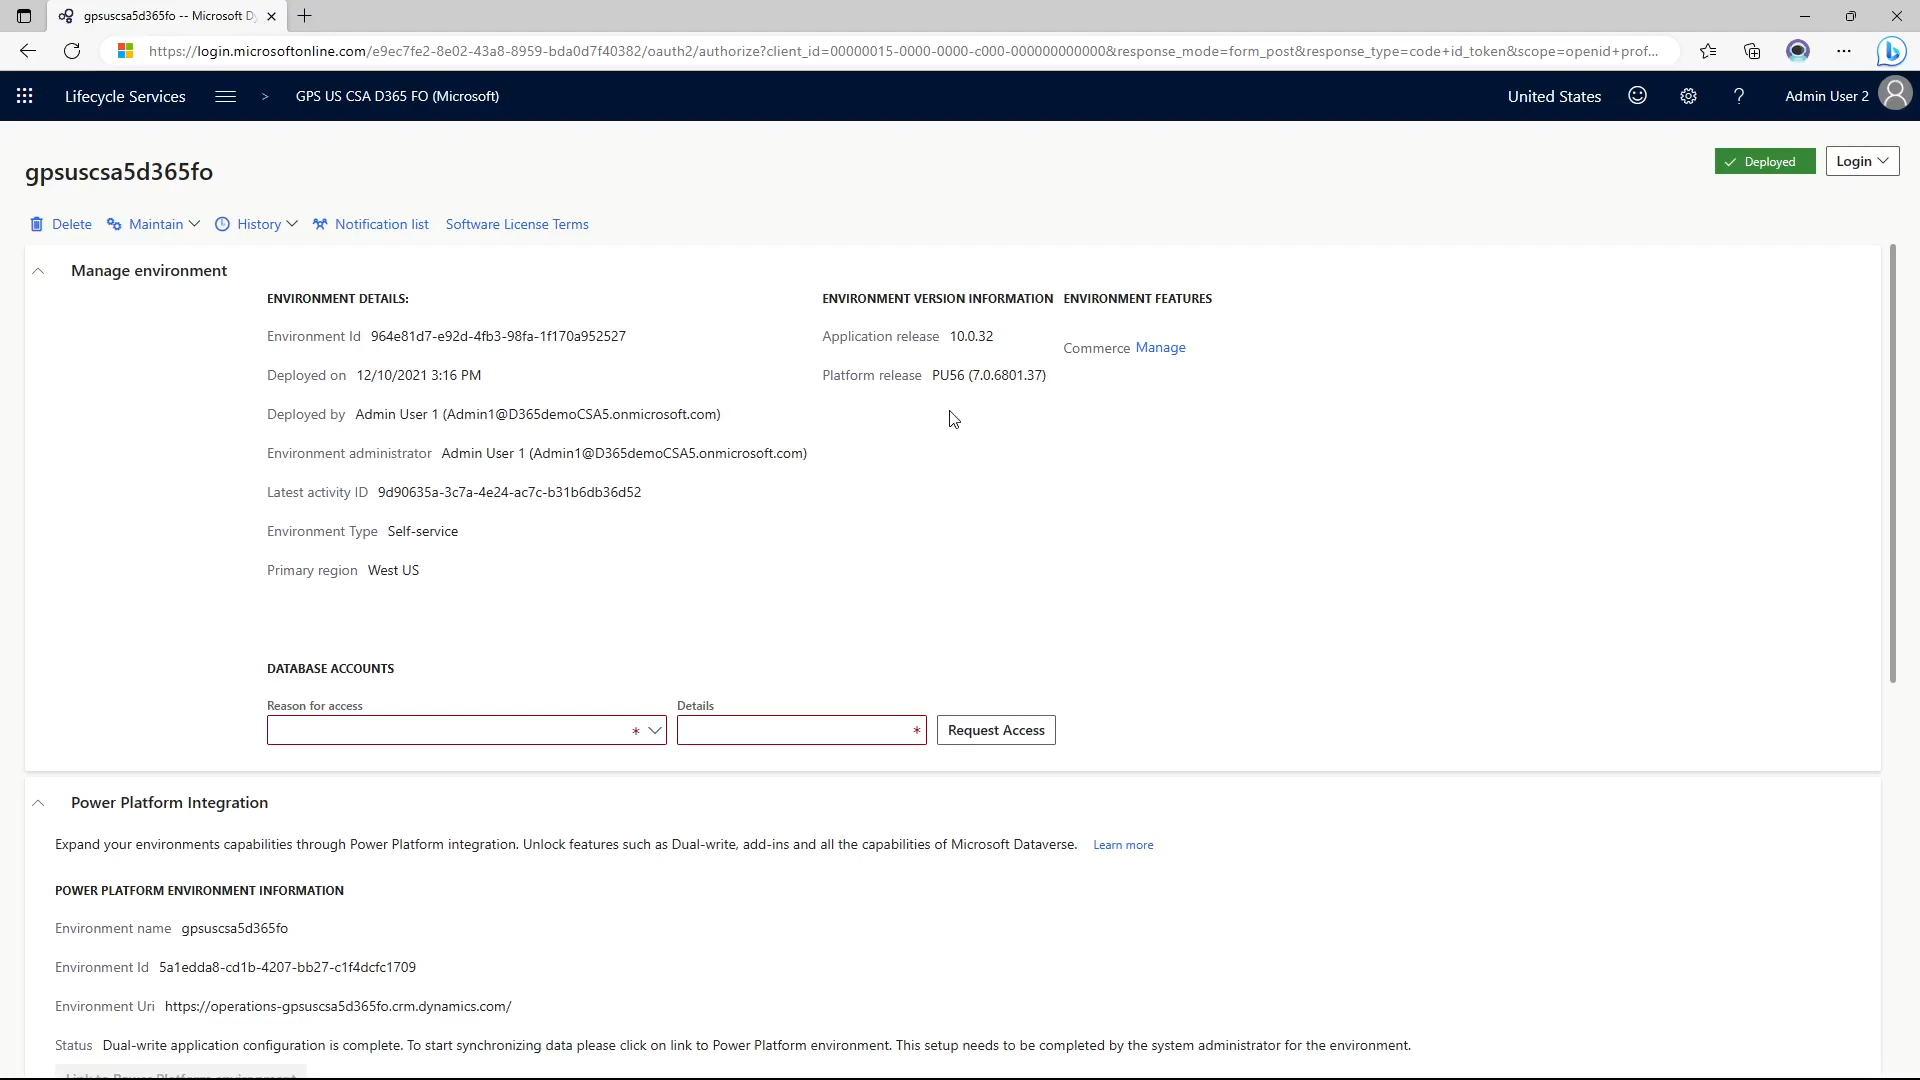 gpsuscsa5d365fo -- Microsoft D
https://login.microsoftonline.com/e9ec7fe2-8e02-43a8-8959-bda0d7f40382/oauth2/authorize?client_id=00000015-0000-0000-c000-000000000000&response_mode=form_post&response_type=code+id_token&scope=openid+prof...
Lifecycle Services > GPS US CSA D365 FO (Microsoft) United States ? Admin User 2
gpsuscsa5d365fo
Deployed Login
Delete Maintain History Notification list Software License Terms
Manage environment
ENVIRONMENT DETAILS: ENVIRONMENT VERSION INFORMATION ENVIRONMENT FEATURES
Environment Id 964e81d7-e92d-4fb3-98fa-1f170a952527 Application release 10.0.32
Commerce Manage
Deployed on 12/10/2021 3:16 PM Platform release PU56 (7.0.6801.37)
Deployed by Admin User 1 (Admin1@D365demoCSA5.onmicrosoft.com)
Environment administrator Admin User 1 (Admin1@D365demoCSA5.onmicrosoft.com)
Latest activity ID 9d90635a-3c7a-4e24-ac7c-b31b6db36d52
Environment Type Self-service
Primary region West US
DATABASE ACCOUNTS
Reason for access Details
* * Request Access
Power Platform Integration
Expand your environments capabilities through Power Platform integration. Unlock features such as Dual-write, add-ins and all the capabilities of Microsoft Dataverse. Learn more
POWER PLATFORM ENVIRONMENT INFORMATION
Environment name gpsuscsa5d365fo
Environment Id 5a1edda8-cd1b-4207-bb27-c1f4dcfc1709
Environment Uri https://operations-gpsuscsa5d365fo.crm.dynamics.com/
Status Dual-write application configuration is complete. To start synchronizing data please click on link to Power Platform environment. This setup needs to be completed by the system administrator for the environment.
Link to Power Platform environment